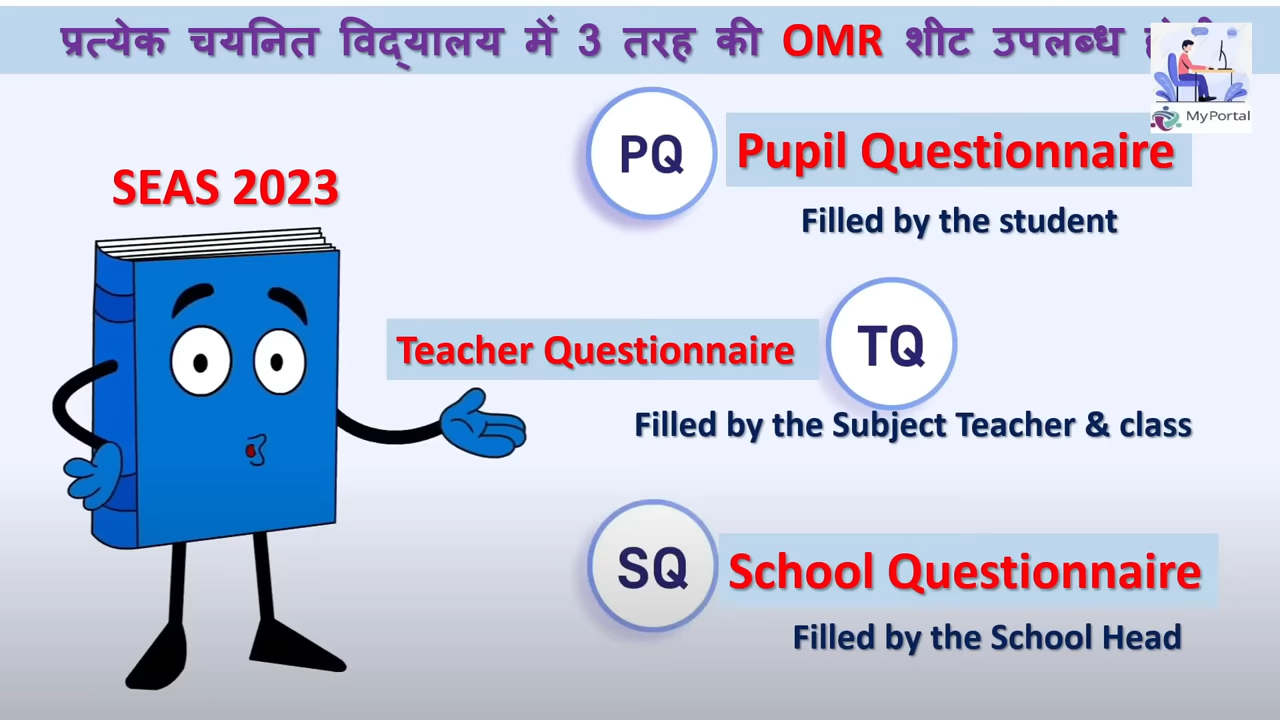 प्रत्येक चयनित विद्यालय में 3 तरह की OMR शीट उपलब्ध
MyPortal
PQ
Pupil Questionnaire
SEAS 2023
Filled by the student
Teacher Questionnaire
TQ
Filled by the Subject Teacher & class
SQ
School Questionnaire
Filled by the School Head